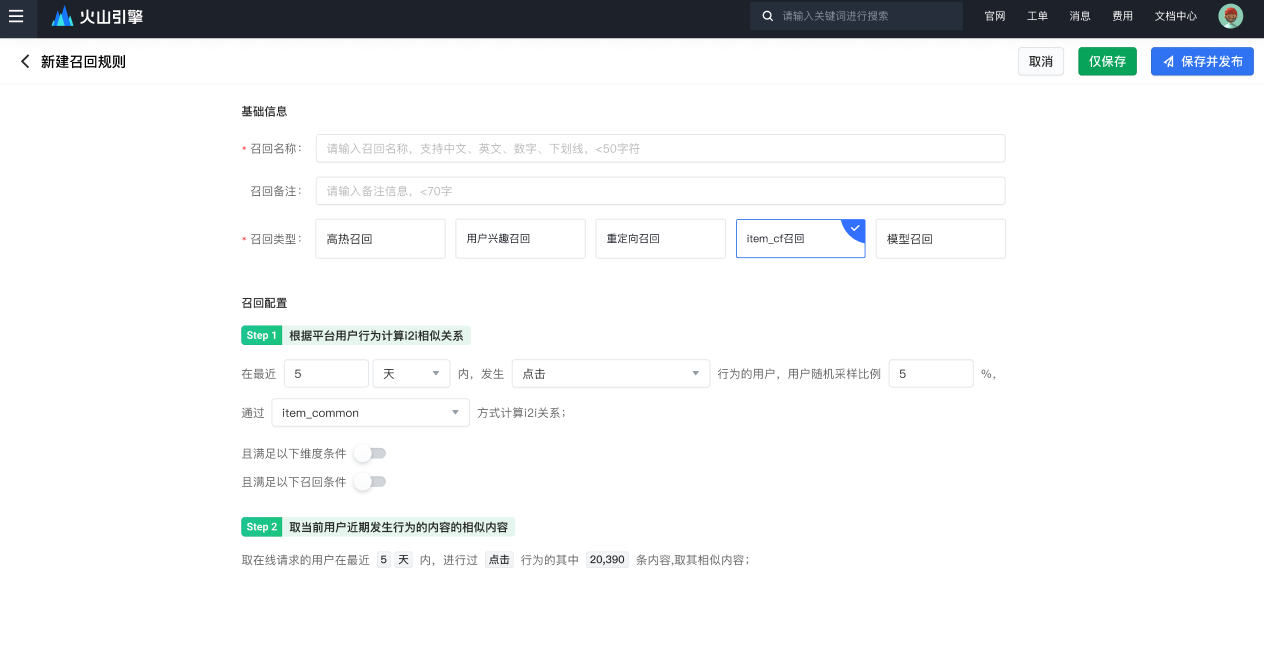 火山引擎
请输入关键词进行搜索
官网 工单 消息 费用 文档中心
新建召回规则
取消 仅保存 保存并发布
基础信息
* 召回名称： 请输入召回名称，支持中文、英文、数字、下划线，<50字符
召回备注： 请输入备注信息，<70字
* 召回类型： 高热召回 用户兴趣召回 重定向召回 item_cf召回 模型召回
召回配置
Step 1 根据平台用户行为计算i2i相似关系
在最近 5 天 内，发生 点击 行为的用户，用户随机采样比例 5 %，
通过 item_common 方式计算i2i关系；
且满足以下维度条件
且满足以下召回条件
Step 2 取当前用户近期发生行为的内容的相似内容
取在线请求的用户在最近 5 天 内，进行过 点击 行为的其中 20,390 条内容,取其相似内容；